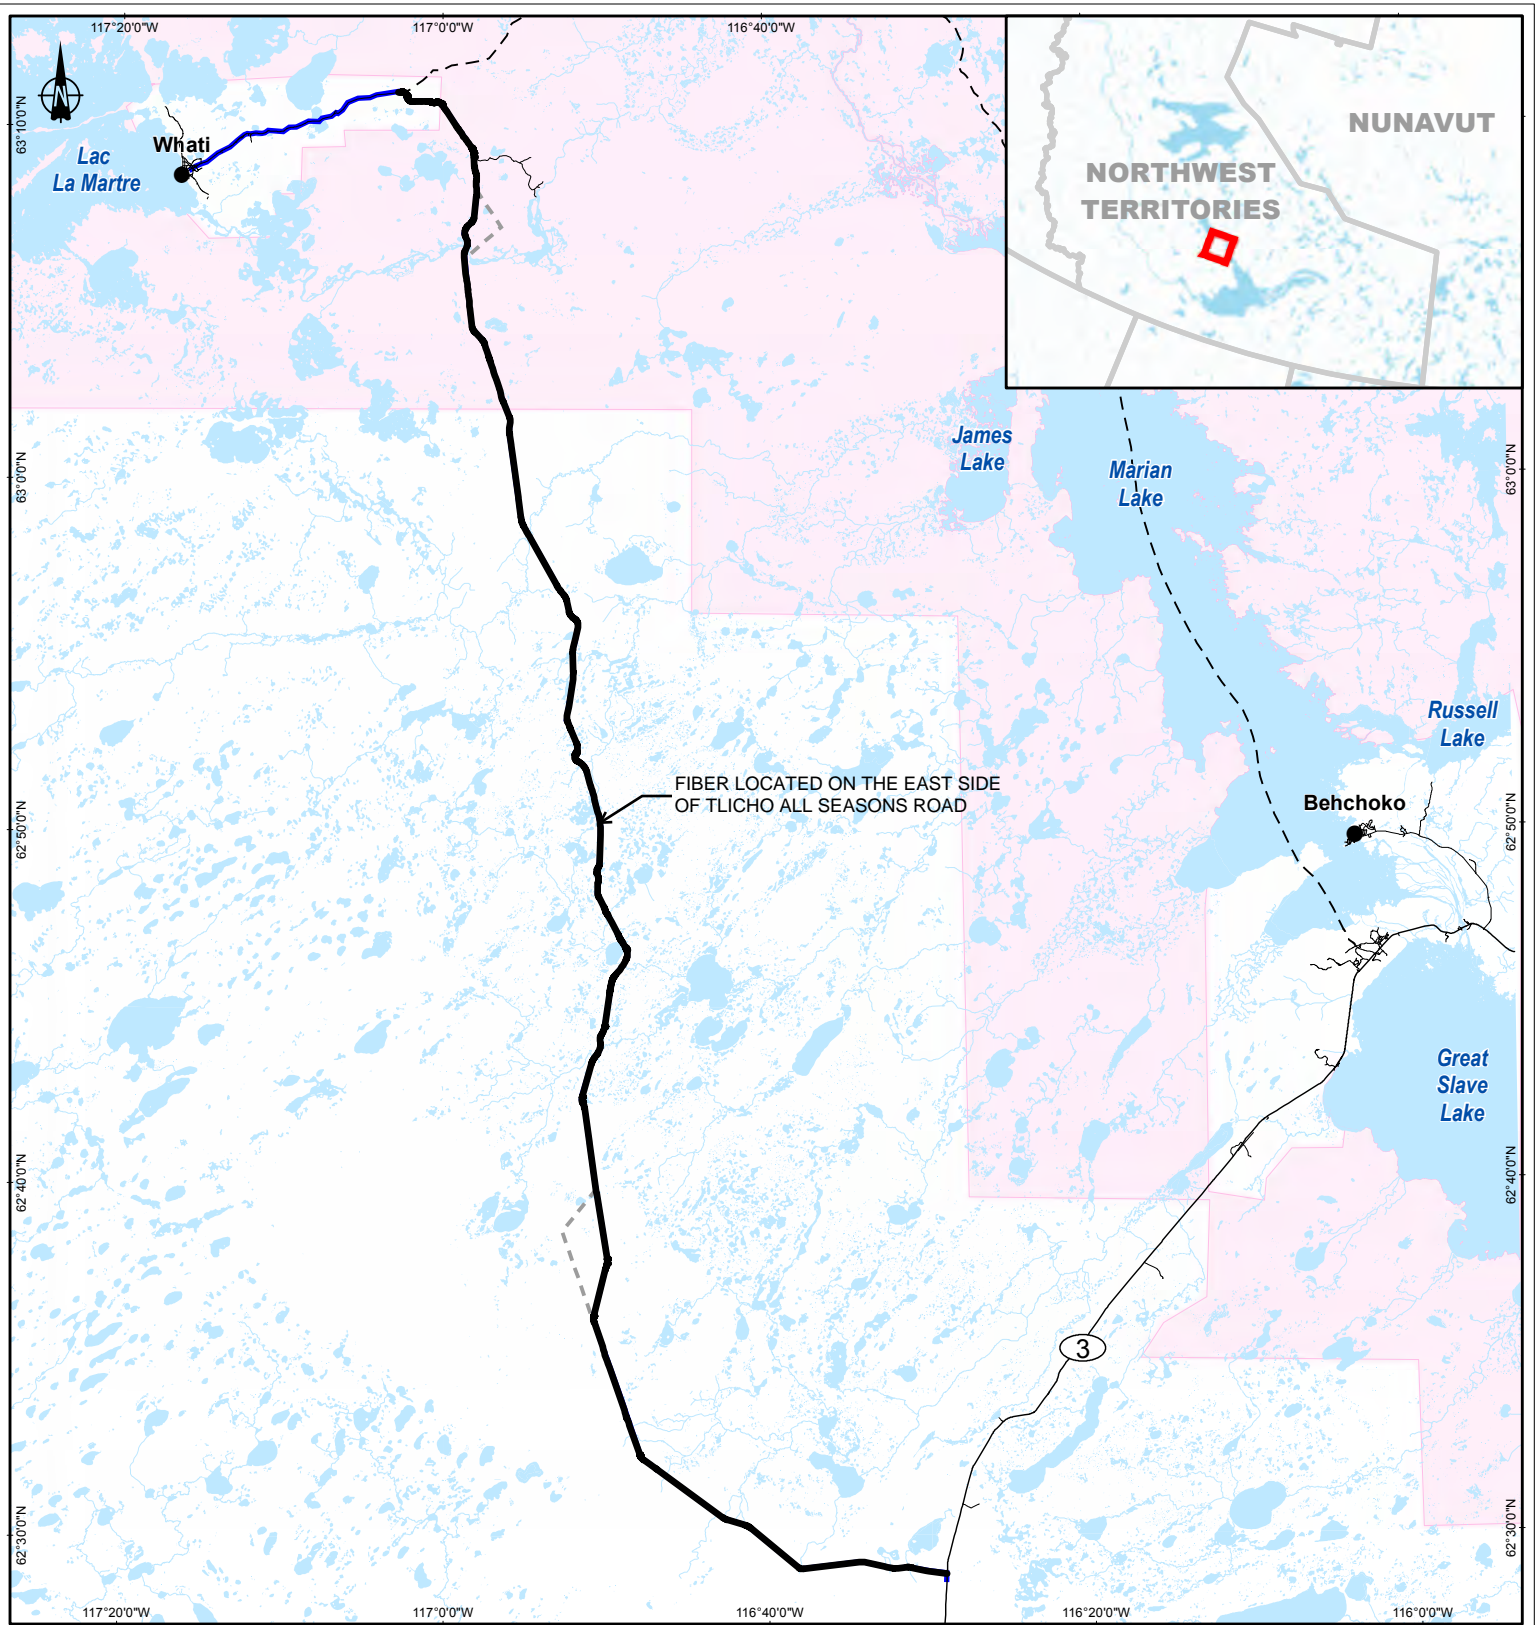 117°20'0"W
117°0'0"W
116°40'0"W
N
63°10'0"N
Whati
Lac
La Martre
NUNAVUT
NORTHWEST
TERRITORIES
James
Lake
Marian
Lake
63°0'0"N
63°0'0"N
Russell
Lake
FIBER LOCATED ON THE EAST SIDE
OF TLICHO ALL SEASONS ROAD
Behchoko
62°50'0"N
62°50'0"N
Great
Slave
Lake
62°40'0"N
62°40'0"N
3
62°30'0"N
62°30'0"N
117°20'0"W
117°0'0"W
116°40'0"W
116°20'0"W
116°0'0"W